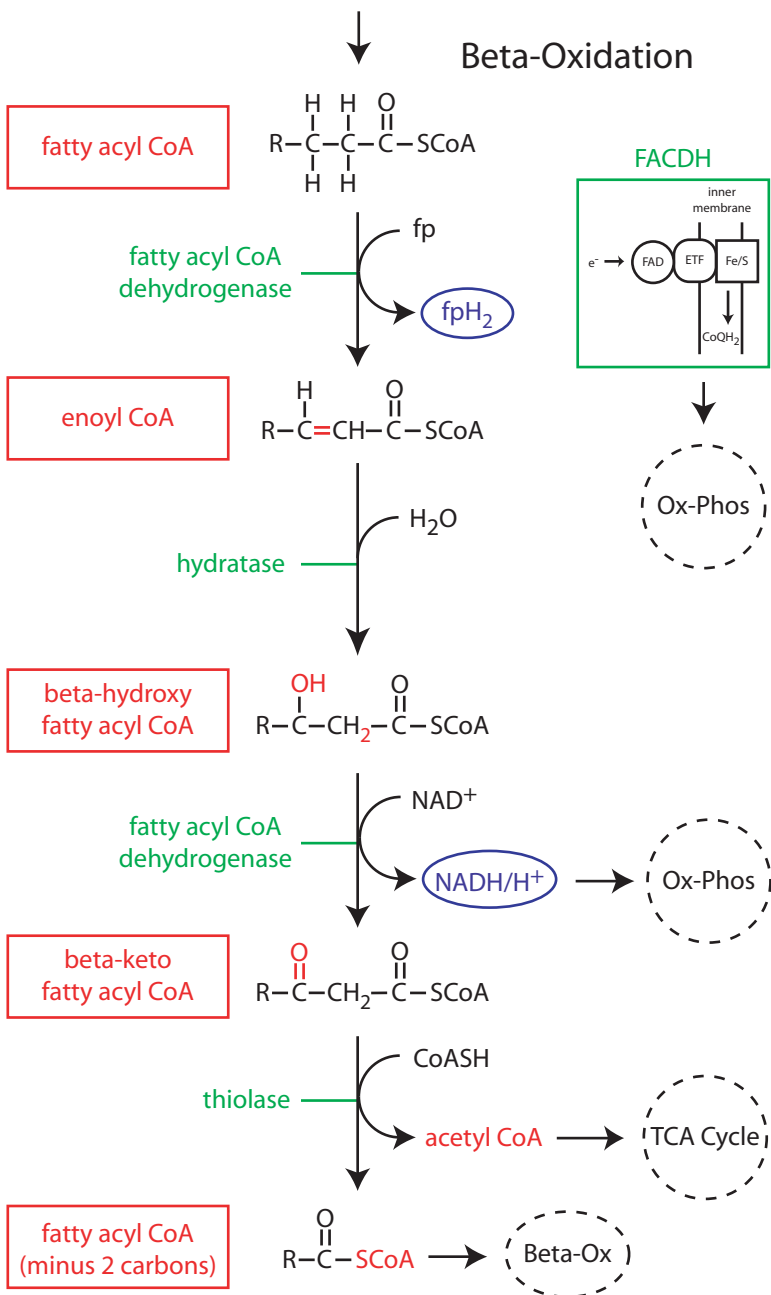 Beta-Oxidation
fatty acyl CoA
H H O
R–C–C–C–SCoA
H H
FACDH
inner
membrane
e- → FAD ETF Fe/S
CoQH2
fatty acyl CoA
dehydrogenase
fp
fpH2
enoyl CoA
H O
R–C=CH–C–SCoA
Ox-Phos
H2O
hydratase
beta-hydroxy
fatty acyl CoA
OH O
R–C–CH2–C–SCoA
NAD+
fatty acyl CoA
dehydrogenase
NADH/H+
Ox-Phos
beta-keto
fatty acyl CoA
O O
R–C–CH2–C–SCoA
CoASH
thiolase
acetyl CoA
TCA Cycle
fatty acyl CoA
(minus 2 carbons)
O
R–C–SCoA
Beta-Ox